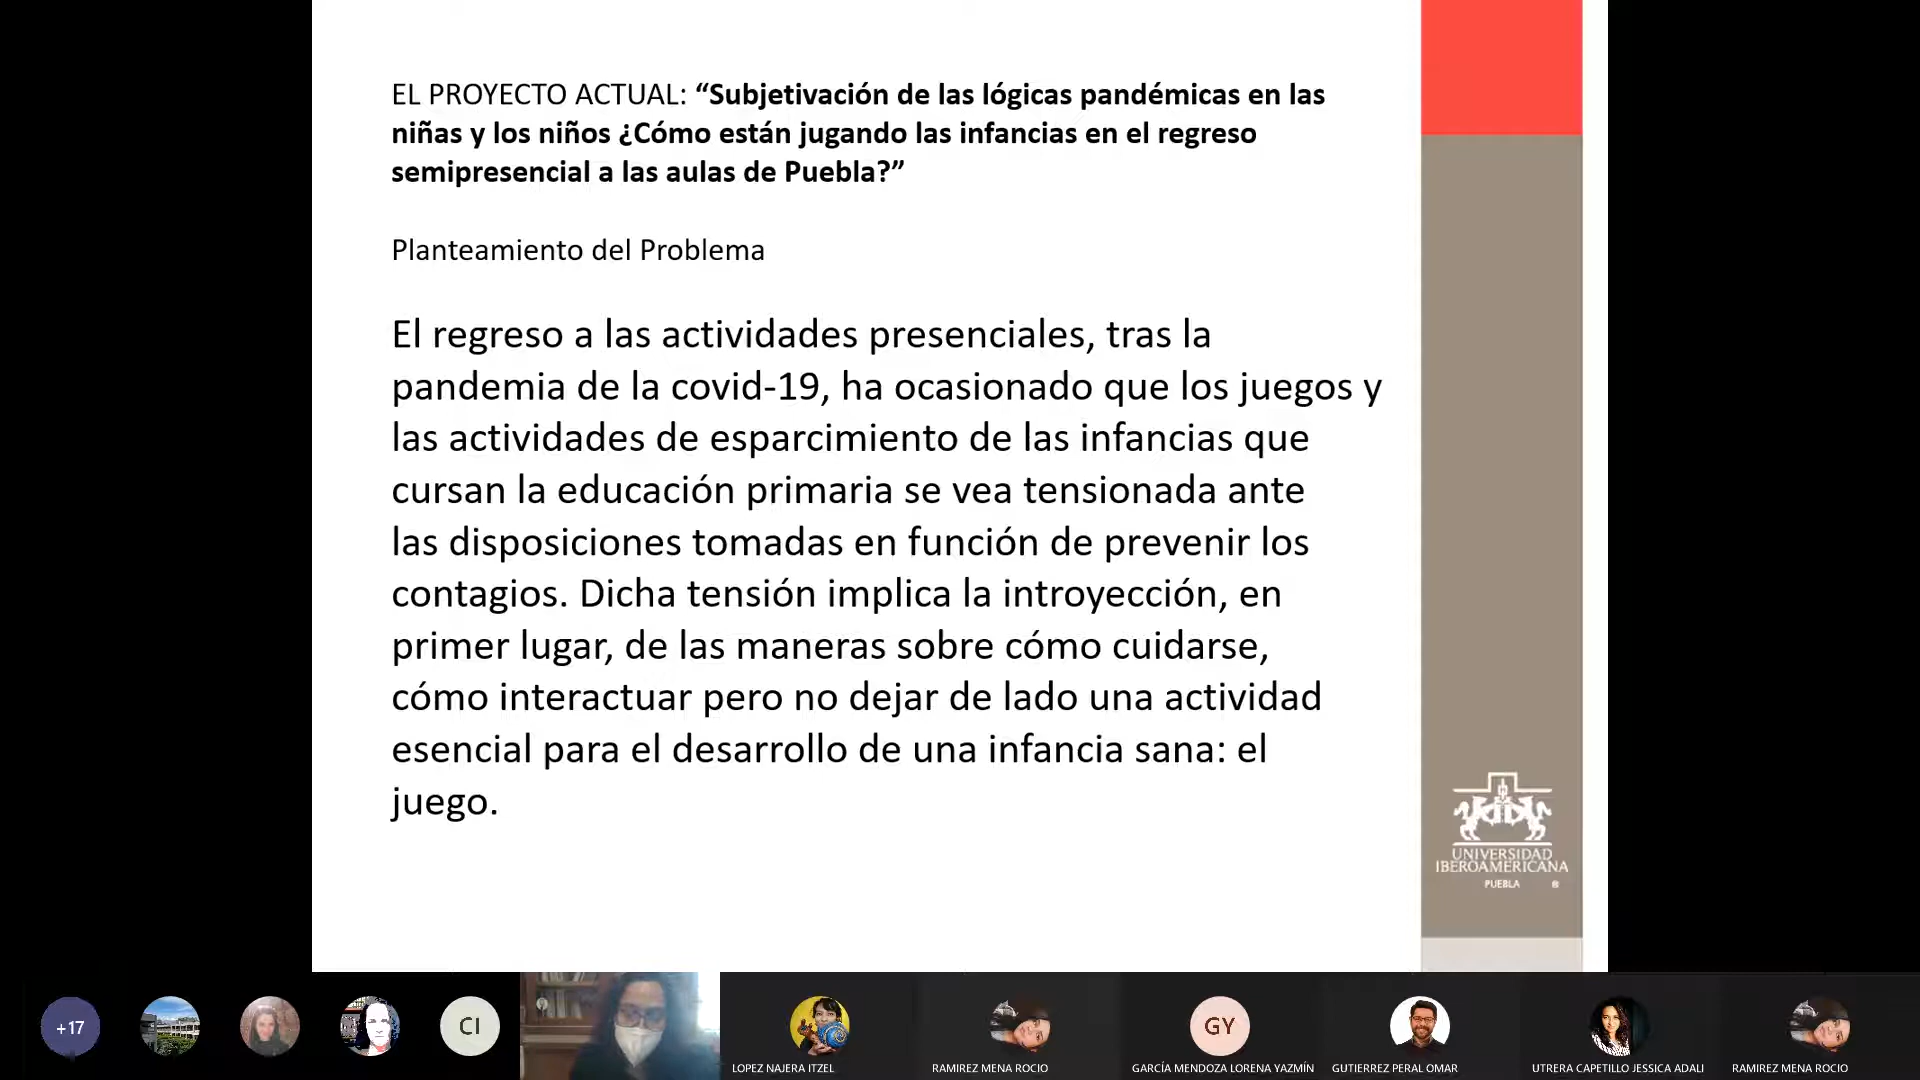 EL PROYECTO ACTUAL: “Subjetivación de las lógicas pandémicas en las
niñas y los niños ¿Cómo están jugando las infancias en el regreso
semipresencial a las aulas de Puebla?”
Planteamiento del Problema
El regreso a las actividades presenciales, tras la
pandemia de la covid-19, ha ocasionado que los juegos y
las actividades de esparcimiento de las infancias que
cursan la educación primaria se vea tensionada ante
las disposiciones tomadas en función de prevenir los
contagios. Dicha tensión implica la introyección, en
primer lugar, de las maneras sobre cómo cuidarse,
cómo interactuar pero no dejar de lado una actividad
esencial para el desarrollo de una infancia sana: el
juego.
UNIVERSIDAD
IBEROAMERICANA
PUEBLA ®
+17
CI
LOPEZ NAJERA ITZEL
RAMIREZ MENA ROCIO
GY
GARCÍA MENDOZA LORENA YAZMÍN
GUTIERREZ PERAL OMAR
UTRERA CAPETILLO JESSICA ADALI
RAMIREZ MENA ROCIO